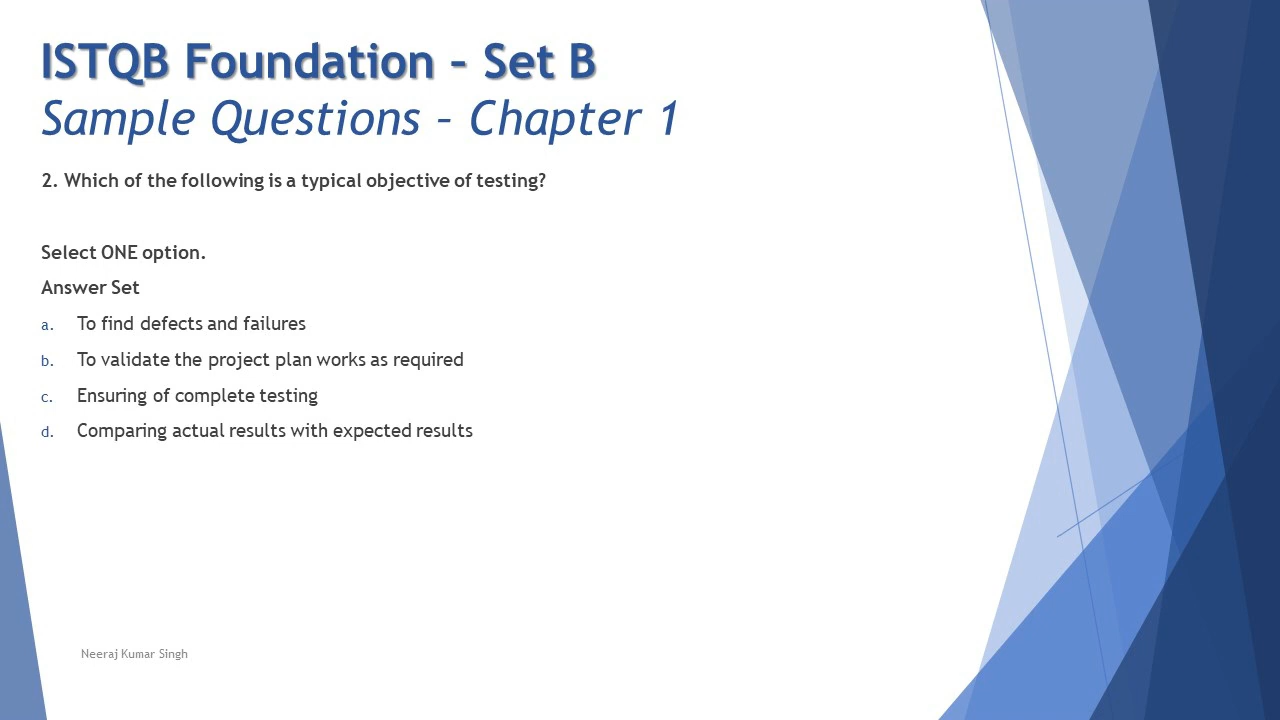 ISTQB Foundation – Set B
Sample Questions – Chapter 1
2. Which of the following is a typical objective of testing?
Select ONE option.
Answer Set
a. To find defects and failures
b. To validate the project plan works as required
c. Ensuring of complete testing
d. Comparing actual results with expected results
Neeraj Kumar Singh